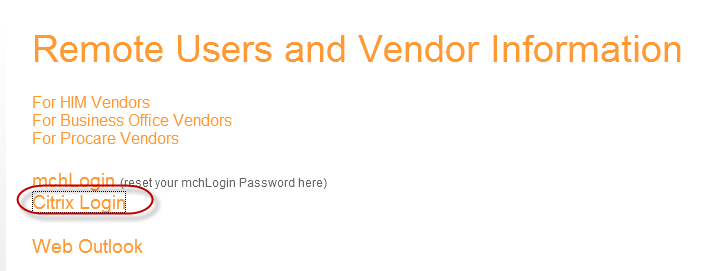 Remote Users and Vendor Information
For HIM Vendors
For Business Office Vendors
For Procare Vendors
mchLogin (reset your mchLogin Password here)
Citrix Login
Web Outlook